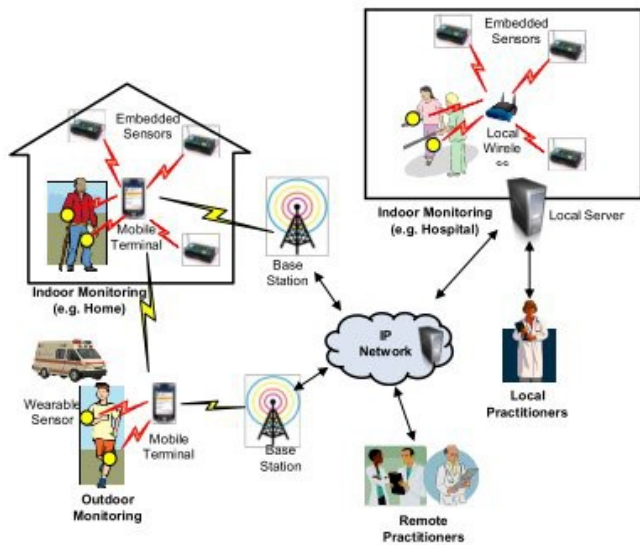 Embedded
Sensors
Local
Wirele
ss
Indoor Monitoring
(e.g. Hospital)
Local Server
Embedded
Sensors
Mobile
Terminal
Indoor Monitoring
(e.g. Home)
Base
Station
IP
Network
Local
Practitioners
Wearable
Sensor
Mobile
Terminal
Base
Station
Outdoor
Monitoring
Remote
Practitioners